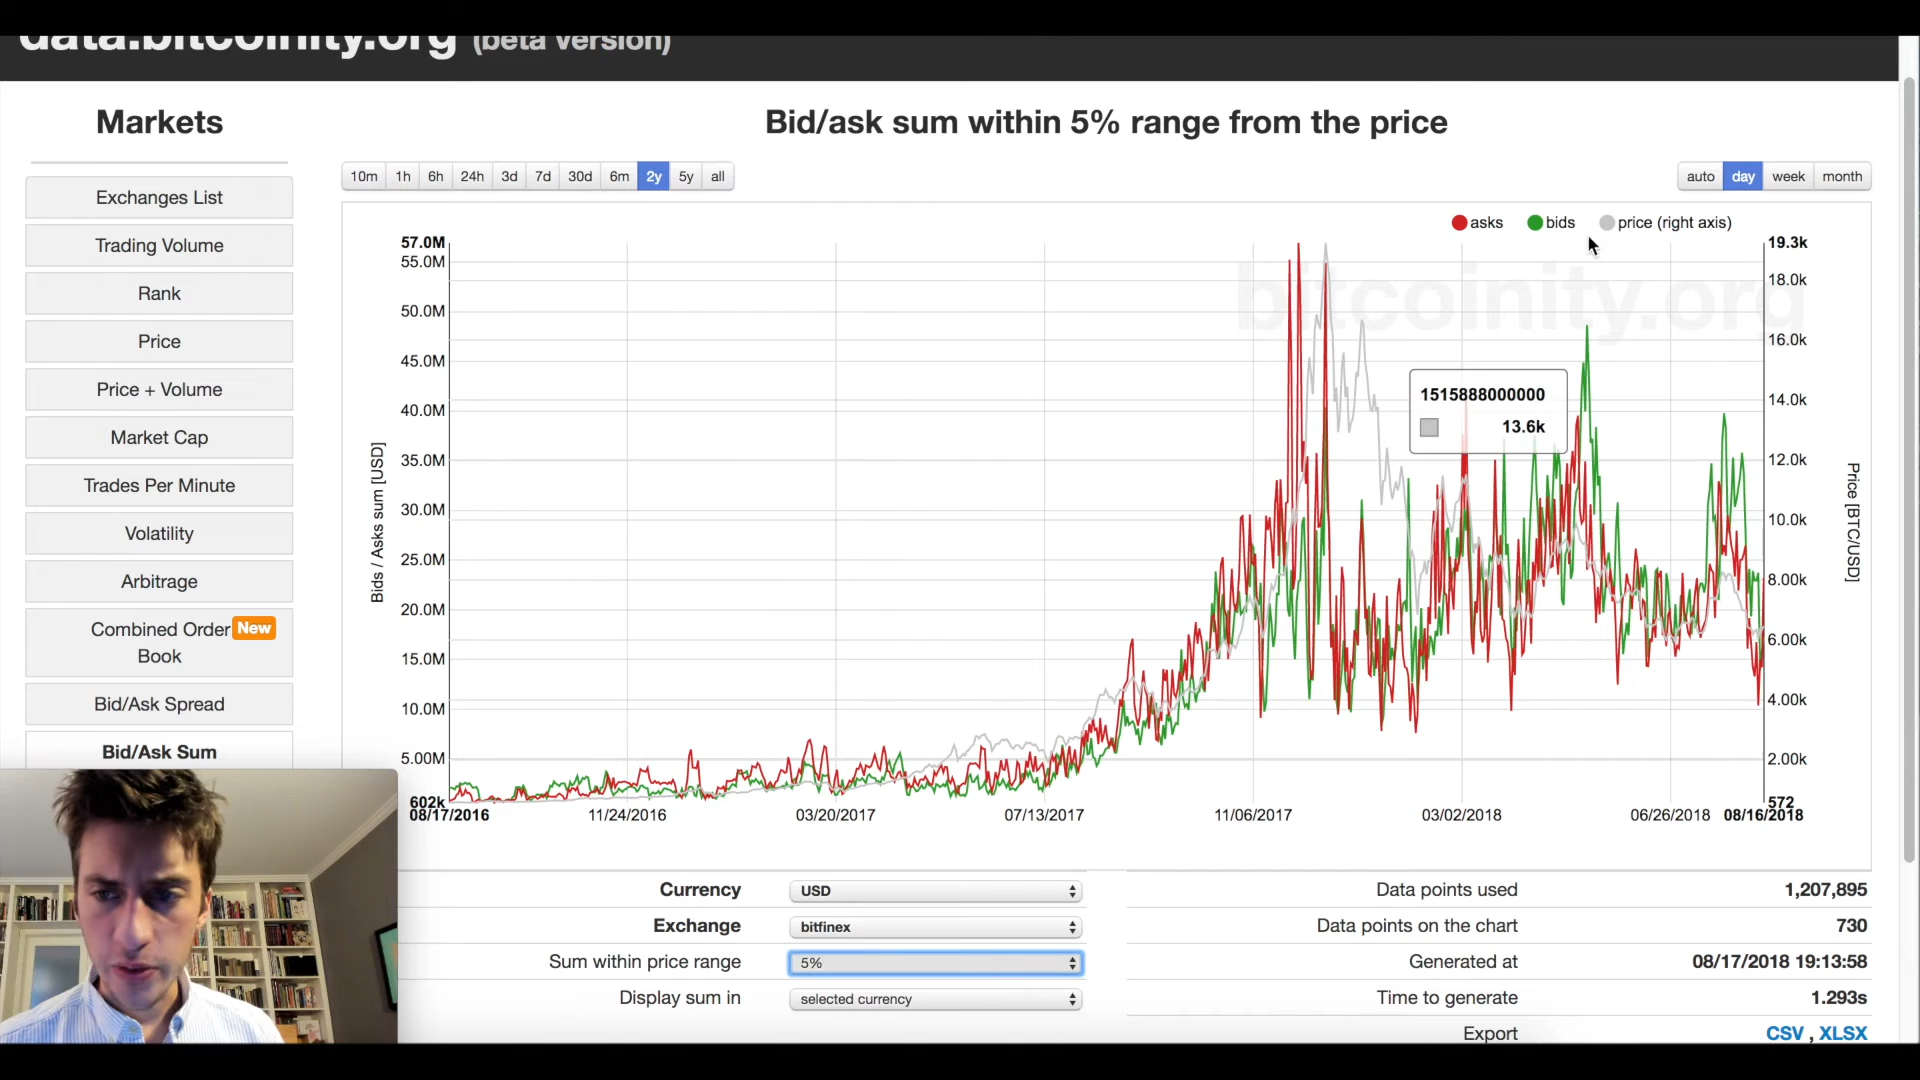 data.bitcoinity.org (beta version)
Markets
Exchanges List
Trading Volume
Rank
Price
Price + Volume
Market Cap
Trades Per Minute
Volatility
Arbitrage
Combined Order New
Book
Bid/Ask Spread
Bid/Ask Sum
Bid/ask sum within 5% range from the price
10m 1h 6h 24h 3d 7d 30d 6m 2y 5y all
auto day week month
asks bids price (right axis)
bitcoinity.org
57.0M
55.0M
50.0M
45.0M
40.0M
35.0M
30.0M
25.0M
20.0M
15.0M
10.0M
5.00M
602k
Bids / Asks sum [USD]
1515888000000
13.6k
19.3k
18.0k
16.0k
14.0k
12.0k
10.0k
8.00k
6.00k
4.00k
2.00k
572
Price [BTC/USD]
08/17/2016 11/24/2016 03/20/2017 07/13/2017 11/06/2017 03/02/2018 06/26/2018 08/16/2018
Currency USD
Exchange bitfinex
Sum within price range 5%
Display sum in selected currency
Data points used 1,207,895
Data points on the chart 730
Generated at 08/17/2018 19:13:58
Time to generate 1.293s
Export CSV , XLSX